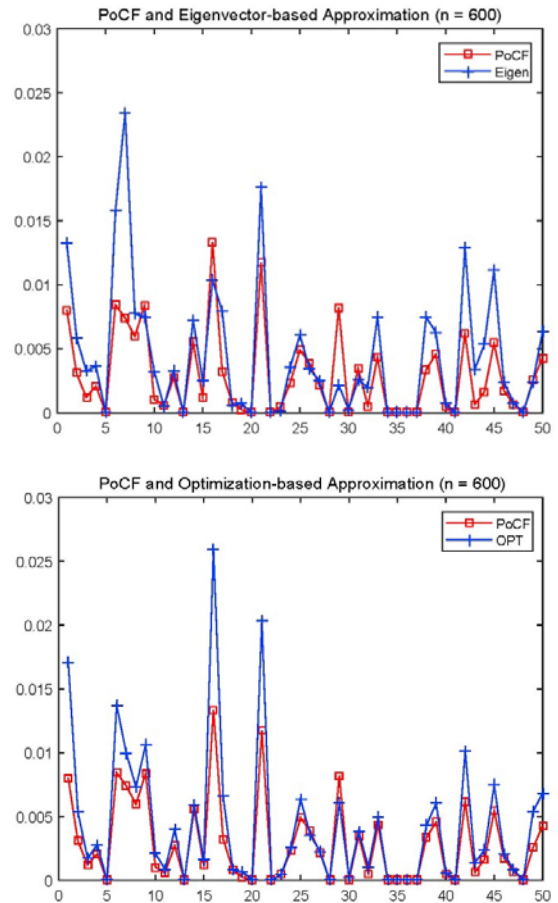 PoCF and Eigenvector-based Approximation (n = 600)
0.03
PoCF
Eigen
0.025
0.02
0.015
0.01
0.005
0
0 5 10 15 20 25 30 35 40 45 50
PoCF and Optimization-based Approximation (n = 600)
0.03
PoCF
OPT
0.025
0.02
0.015
0.01
0.005
0
0 5 10 15 20 25 30 35 40 45 50